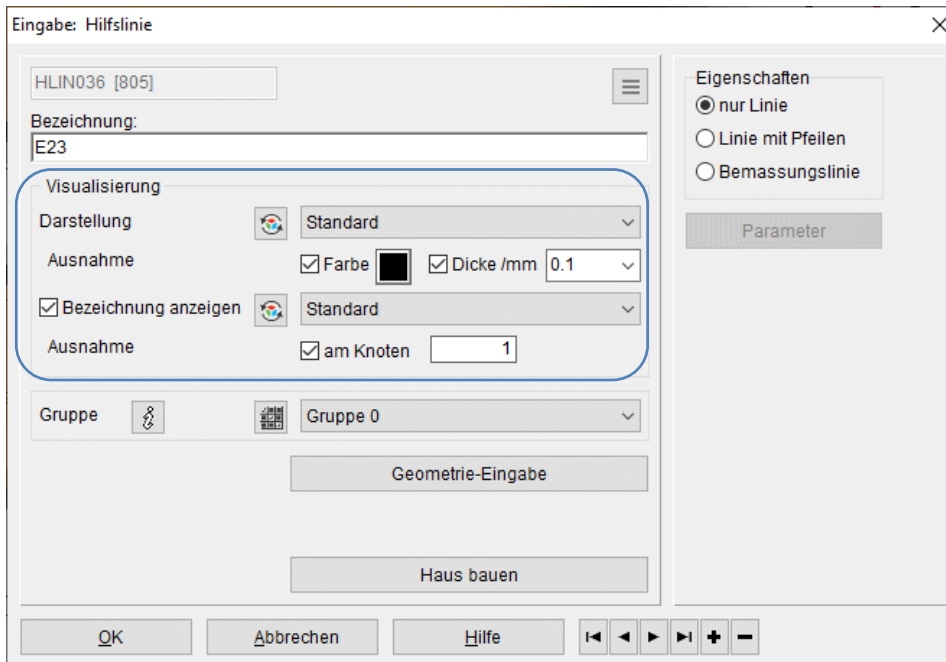 Eingabe: Hilfslinie
HLIN036 [805]
Bezeichnung:
E23
Visualisierung
Darstellung
Standard
Ausnahme
Farbe
Dicke /mm
0.1
Bezeichnung anzeigen
Standard
Ausnahme
am Knoten
1
Gruppe
Gruppe 0
Geometrie-Eingabe
Haus bauen
Eigenschaften
nur Linie
Linie mit Pfeilen
Bemassungslinie
Parameter
OK
Abbrechen
Hilfe